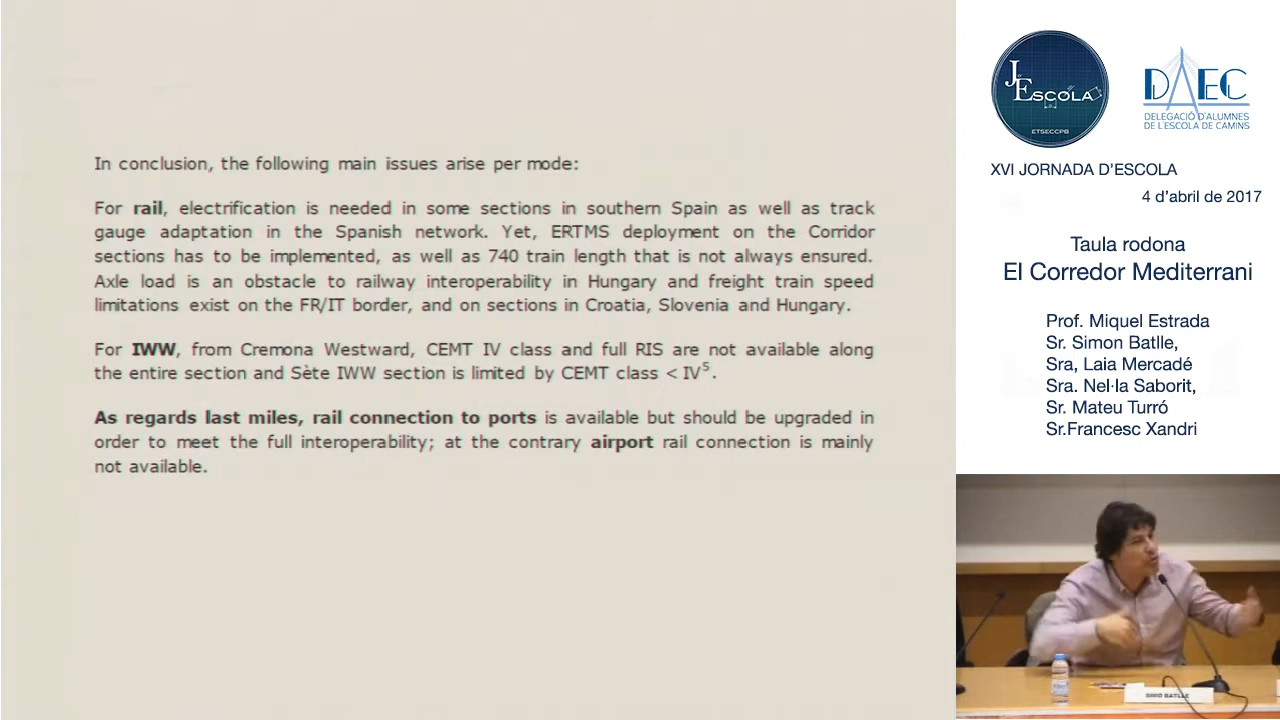 In conclusion, the following main issues arise per mode:
For rail, electrification is needed in some sections in southern Spain as well as track
gauge adaptation in the Spanish network. Yet, ERTMS deployment on the Corridor
sections has to be implemented, as well as 740 train length that is not always ensured.
Axle load is an obstacle to railway interoperability in Hungary and freight train speed
limitations exist on the FR/IT border, and on sections in Croatia, Slovenia and Hungary.
For IWW, from Cremona Westward, CEMT IV class and full RIS are not available along
the entire section and Sète IWW section is limited by CEMT class < IV⁵.
As regards last miles, rail connection to ports is available but should be upgraded in
order to meet the full interoperability; at the contrary airport rail connection is mainly
not available.
J. ESCOLA
ETSECCPB
DAEC
DELEGACIÓ D'ALUMNES
DE L'ESCOLA DE CAMINS
XVI JORNADA D'ESCOLA
4 d'abril de 2017
Taula rodona
El Corredor Mediterrani
Prof. Miquel Estrada
Sr. Simon Batlle,
Sra, Laia Mercadé
Sra. Nel·la Saborit,
Sr. Mateu Turró
Sr.Francesc Xandri
BATLLE